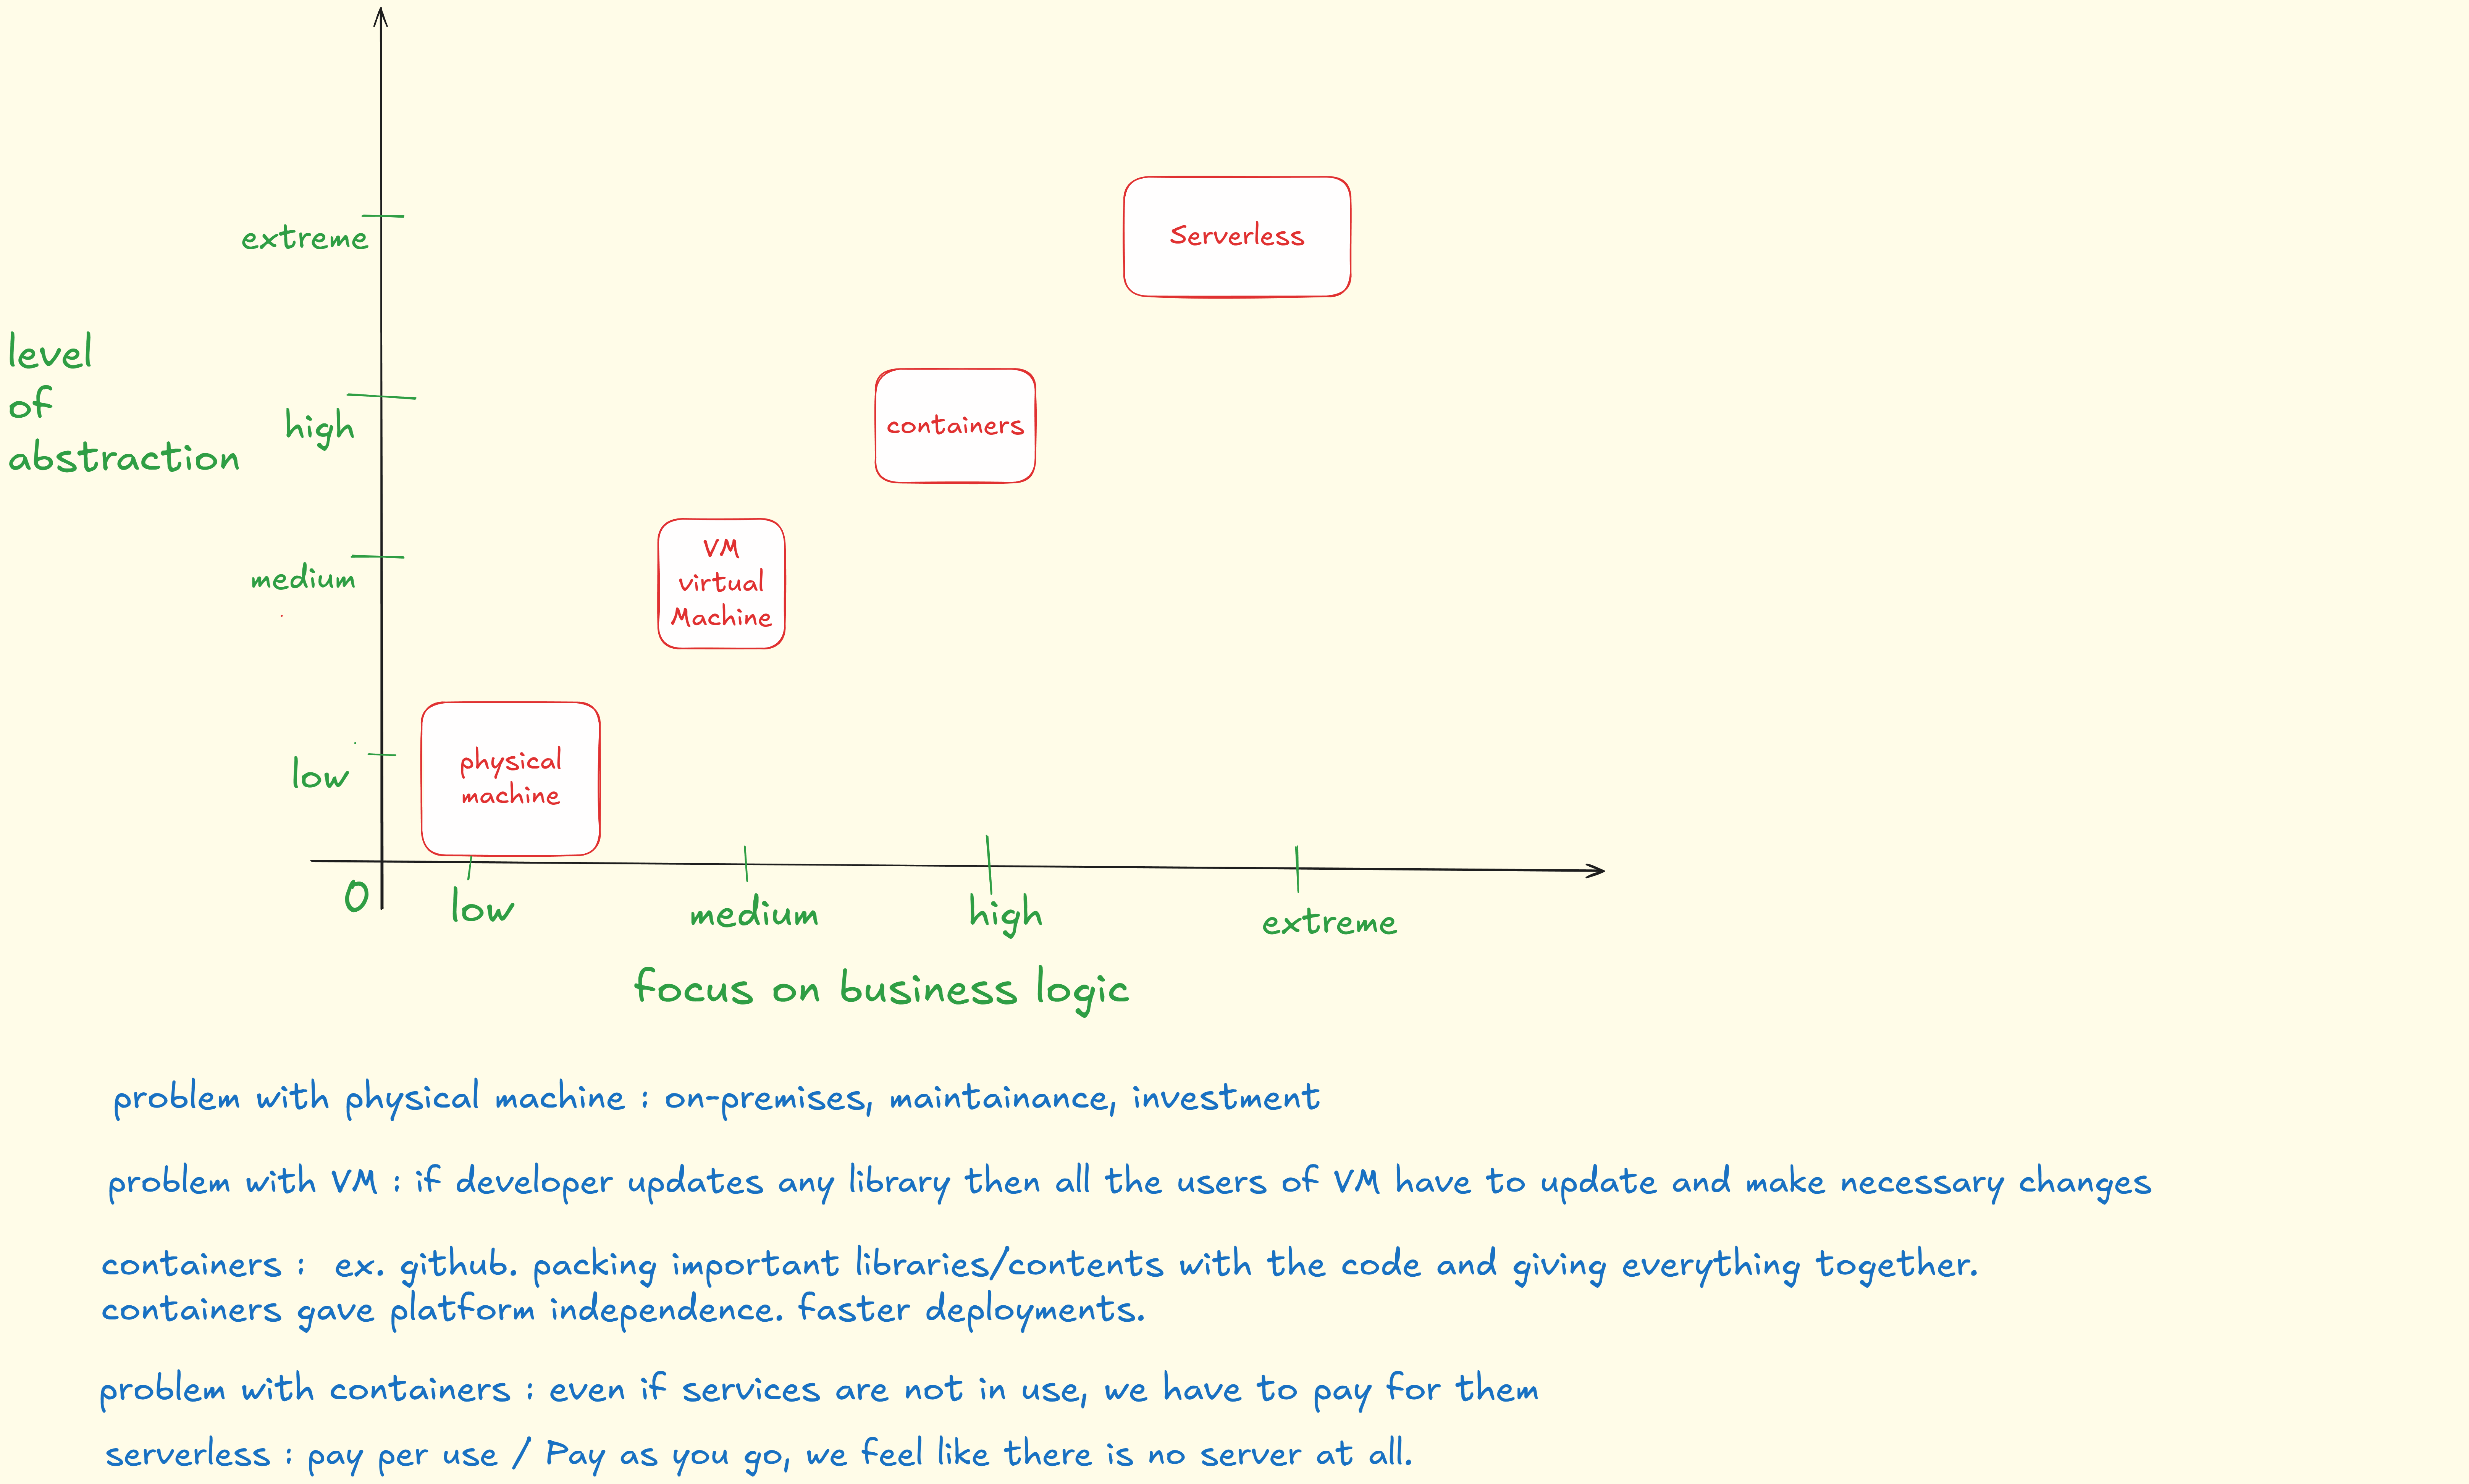 extreme
Serverless
level
of
abstraction
high
containers
medium
VM
virtual
Machine
low
physical
machine
0
low
medium
high
extreme
focus on business logic
problem with physical machine : on-premises, maintainance, investment
problem with VM : if developer updates any library then all the users of VM have to update and make necessary changes
containers :  ex. github. packing important libraries/contents with the code and giving everything together.
containers gave platform independence. faster deployments.
problem with containers : even if services are not in use, we have to pay for them
serverless : pay per use / Pay as you go, we feel like there is no server at all.